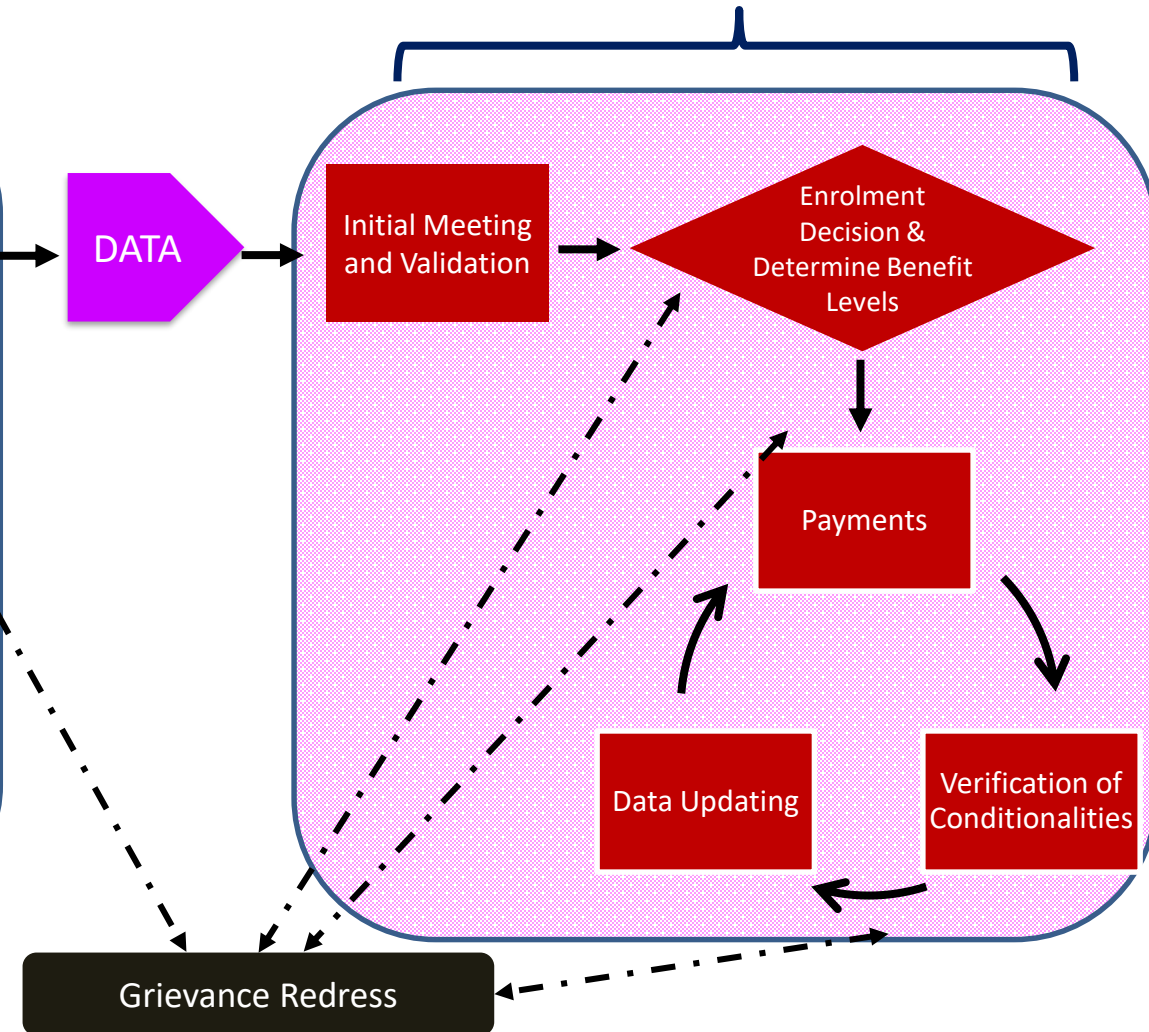 DATA
Initial Meeting
and Validation
Enrolment
Decision &
Determine Benefit
Levels
Payments
Data Updating
Verification of
Conditionalities
Grievance Redress